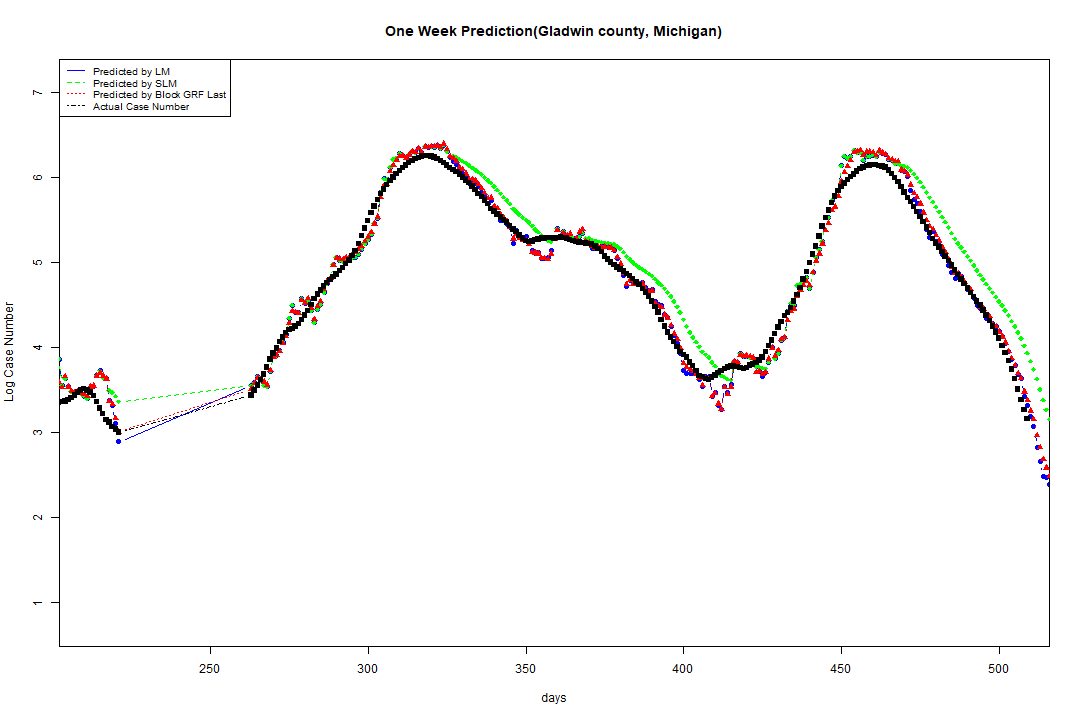 One Week Prediction(Gladwin county, Michigan)
Predicted by LM
Predicted by SLM
Predicted by Block GRF Last
Actual Case Number
7
6
5
4
3
2
1
Log Case Number
250 300 350 400 450 500
days